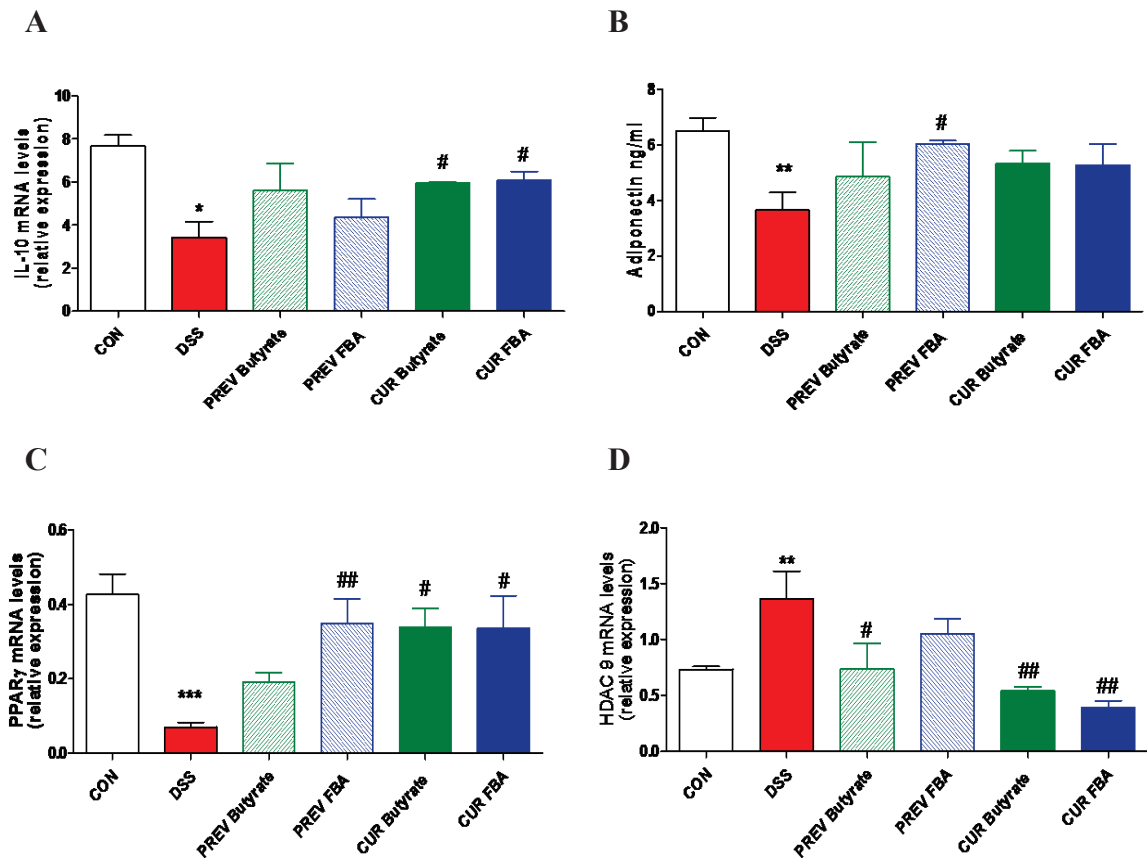 A
IL-10 mRNA levels
(relative expression)
10
8
6
4
2
0
*
#
#
CON
DSS
PREV Butyrate
PREV FBA
CUR Butyrate
CUR FBA
B
Adiponectin ng/ml
8
6
4
2
0
**
#
CON
DSS
PREV Butyrate
PREV FBA
CUR Butyrate
CUR FBA
C
PPARγ mRNA levels
(relative expression)
0.6
0.4
0.2
0.0
***
##
#
#
CON
DSS
PREV Butyrate
PREV FBA
CUR Butyrate
CUR FBA
D
HDAC 9 mRNA levels
(relative expression)
2.0
1.5
1.0
0.5
0.0
**
#
##
##
CON
DSS
PREV Butyrate
PREV FBA
CUR Butyrate
CUR FBA